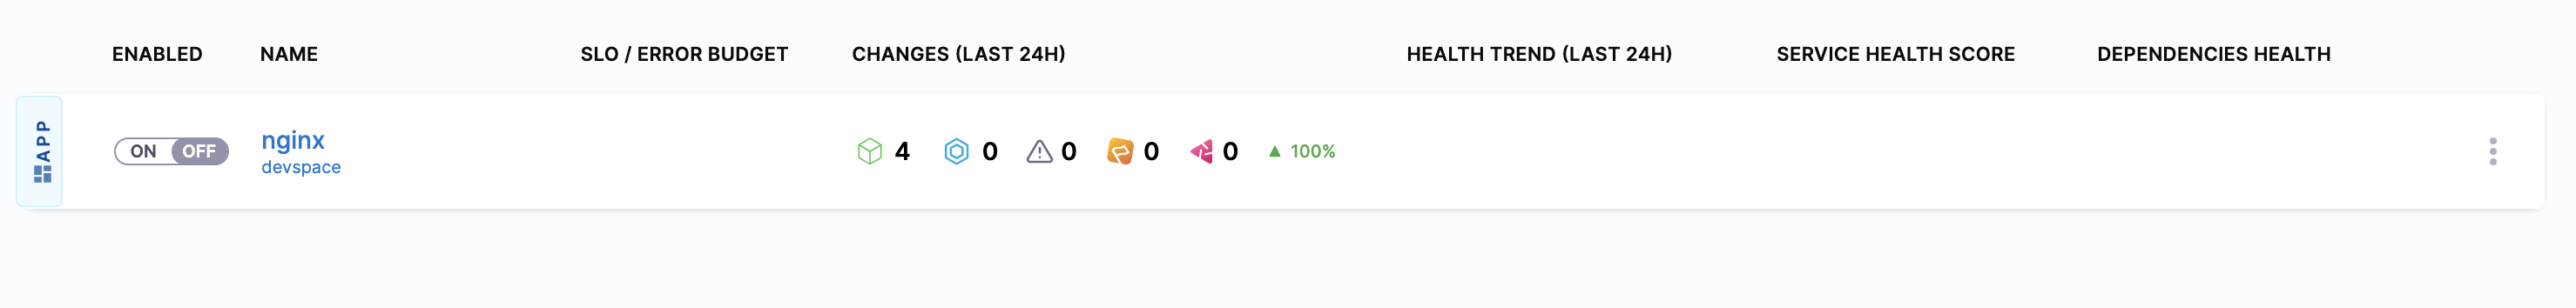 ENABLED NAME SLO / ERROR BUDGET CHANGES (LAST 24H) HEALTH TREND (LAST 24H) SERVICE HEALTH SCORE DEPENDENCIES HEALTH
APP
ON OFF nginx 4 0 0 0 0 100%
devspace